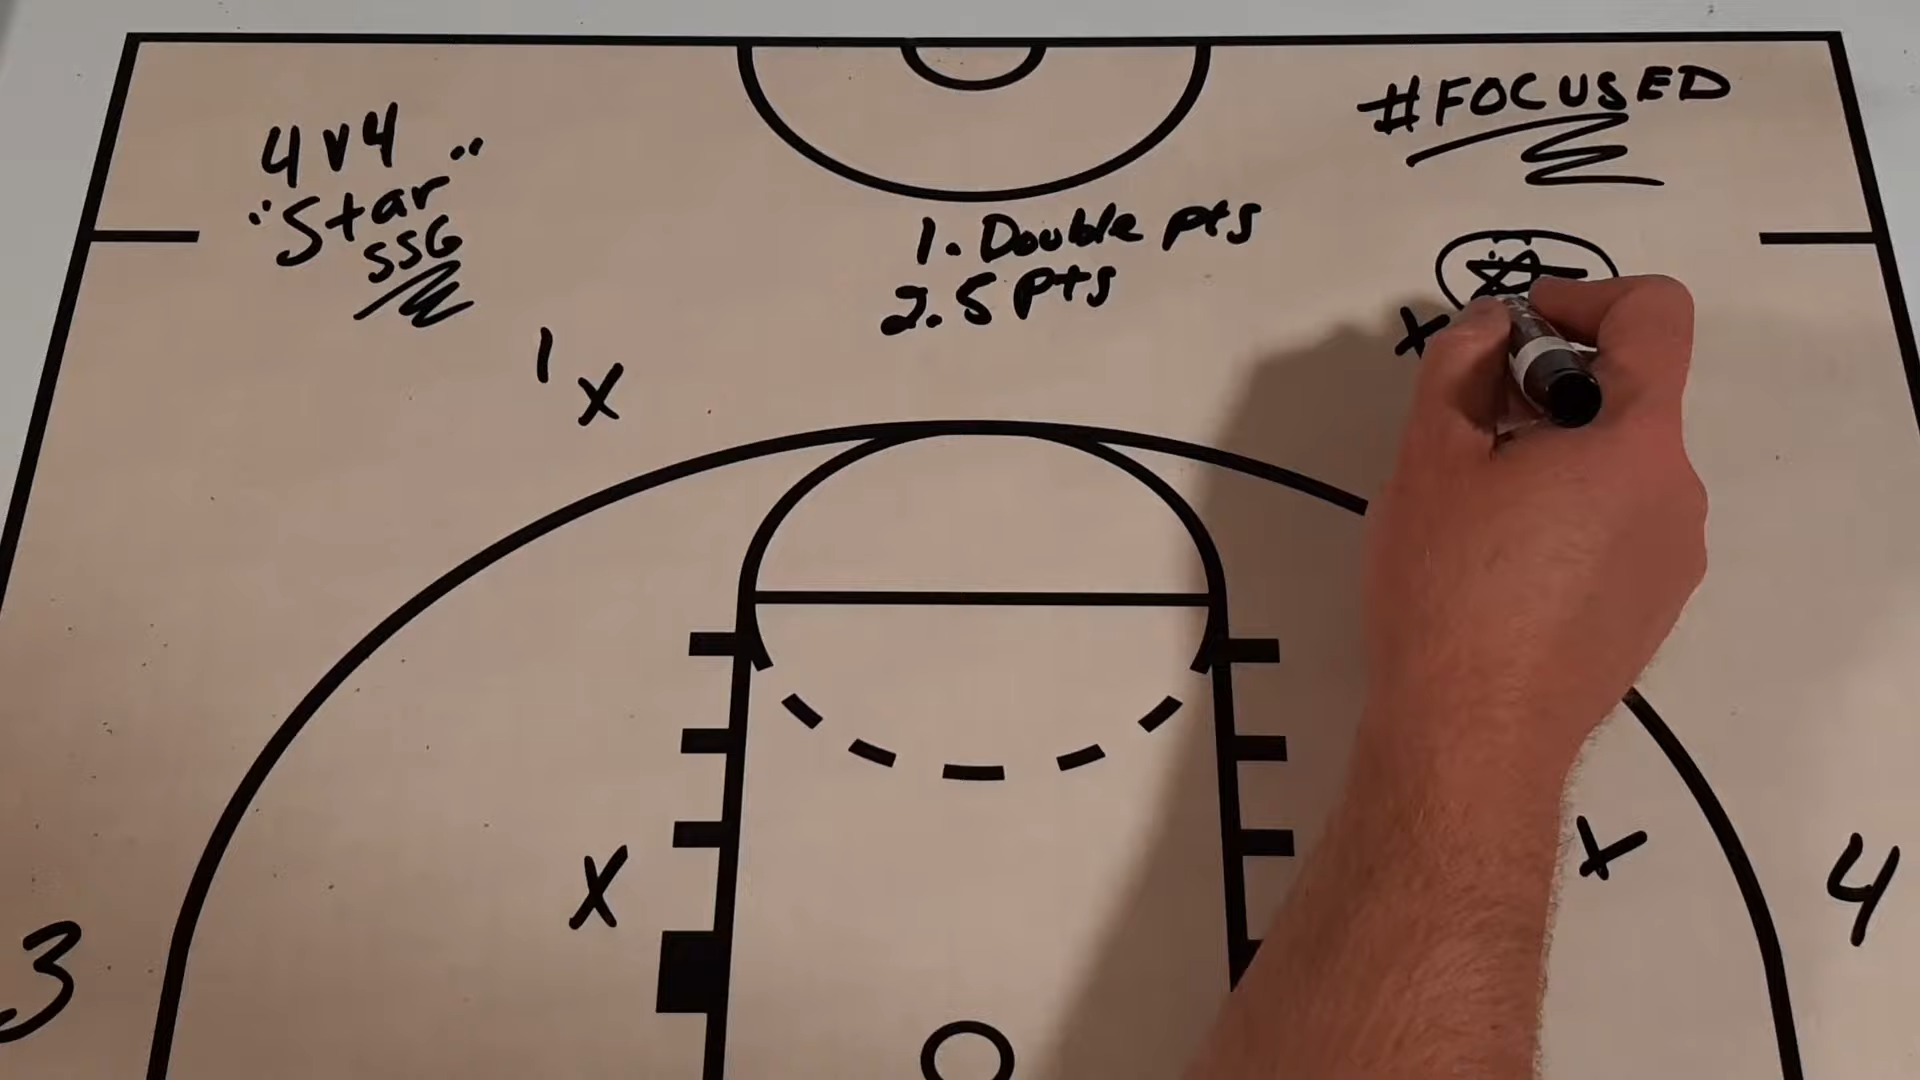 4v4
"Star"
SSG
#FOCUSED
1. Double pts
2. 5 pts
1
X
X
X
X
4
3